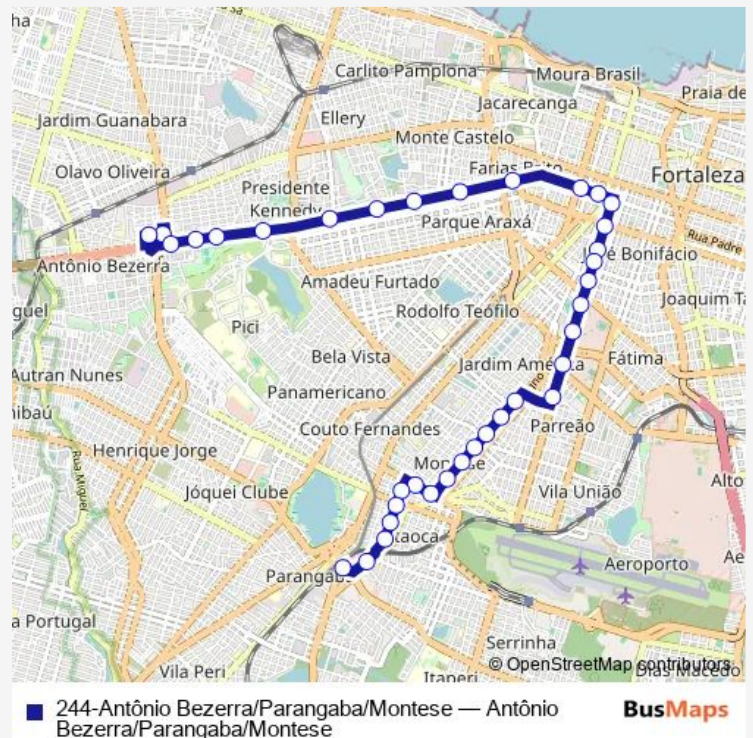 ha
Carlito Pamplona
Moura Brasil
Praia de
Jacarecanga
Jardim Guanabara
Ellery
Monte Castelo
Olavo Oliveira
Farias Brito
Fortaleza
Presidente
Kennedy
Parque Araxá
Rua Padre
José Bonifácio
Antônio Bezerra
Amadeu Furtado
Joaquim T
guel
Rodolfo Teófilo
Pici
Bela Vista
Jardim América
Fátima
Autran Nunes
Panamericano
ibaú
Couto Fernandes
Parreão
Henrique Jorge
Montese
Rua Miguel
Jóquei Clube
Vila União
Alto
Itaoca
Aeroporto
Ae
Parangaba
a Portugal
Serrinha
Vila Peri
Itaperi
Dias Macedo
© OpenStreetMap contributors
244-Antônio Bezerra/Parangaba/Montese — Antônio
Bezerra/Parangaba/Montese
BusMaps